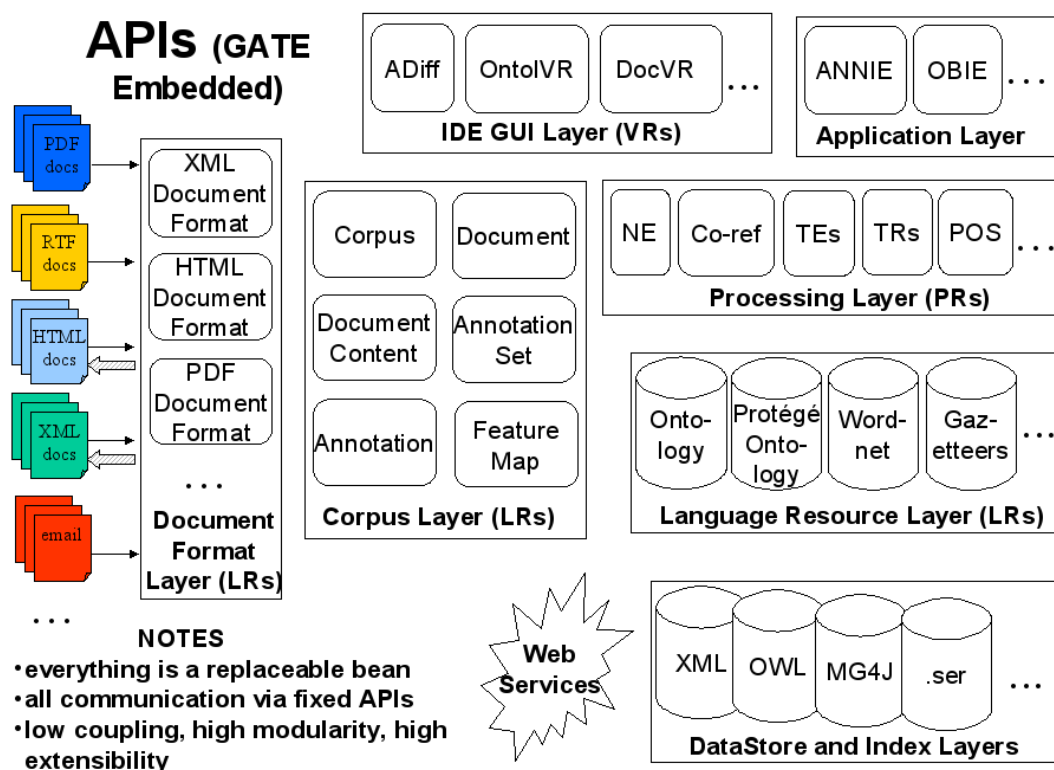 APIs (GATE
Embedded)
ADiff
OntolVR
DocVR
...
IDE GUI Layer (VRs)
ANNIE
OBIE
...
Application Layer
PDF
docs
RTF
docs
HTML
docs
XML
docs
email
...
XML
Document
Format
HTML
Document
Format
PDF
Document
Format
...
Document
Format
Layer (LRs)
Corpus
Document
Document
Content
Annotation
Set
Annotation
Feature
Map
Corpus Layer (LRs)
NE
Co-ref
TEs
TRs
POS
...
Processing Layer (PRs)
Onto-
logy
Protégé
Onto-
logy
Word-
net
Gaz-
etteers
...
Language Resource Layer (LRs)
NOTES
•everything is a replaceable bean
•all communication via fixed APIs
•low coupling, high modularity, high
extensibility
Web
Services
XML
OWL
MG4J
.ser
...
DataStore and Index Layers